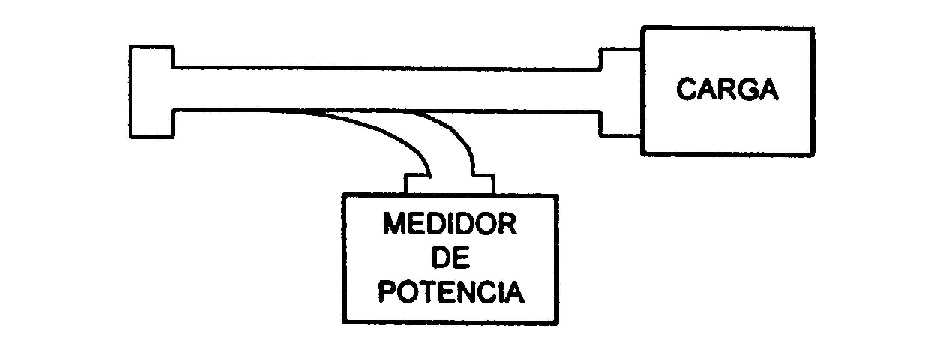 CARGA
MEDIDOR
DE
POTENCIA